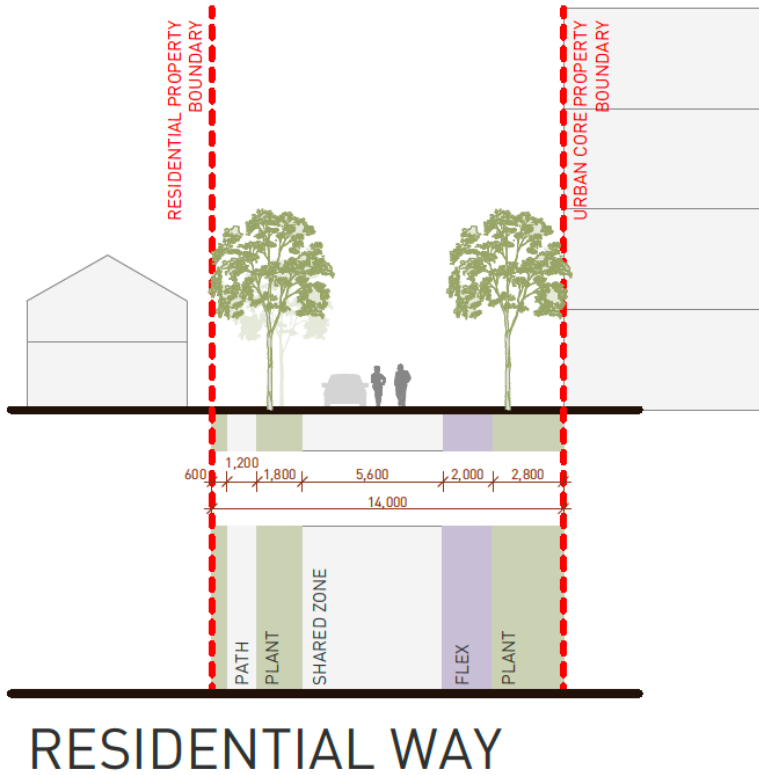 RESIDENTIAL PROPERTY
BOUNDARY
URBAN CORE PROPERTY
BOUNDARY
600
1,200
1,800
5,600
2,000
2,800
14,000
PATH
PLANT
SHARED ZONE
FLEX
PLANT
RESIDENTIAL WAY